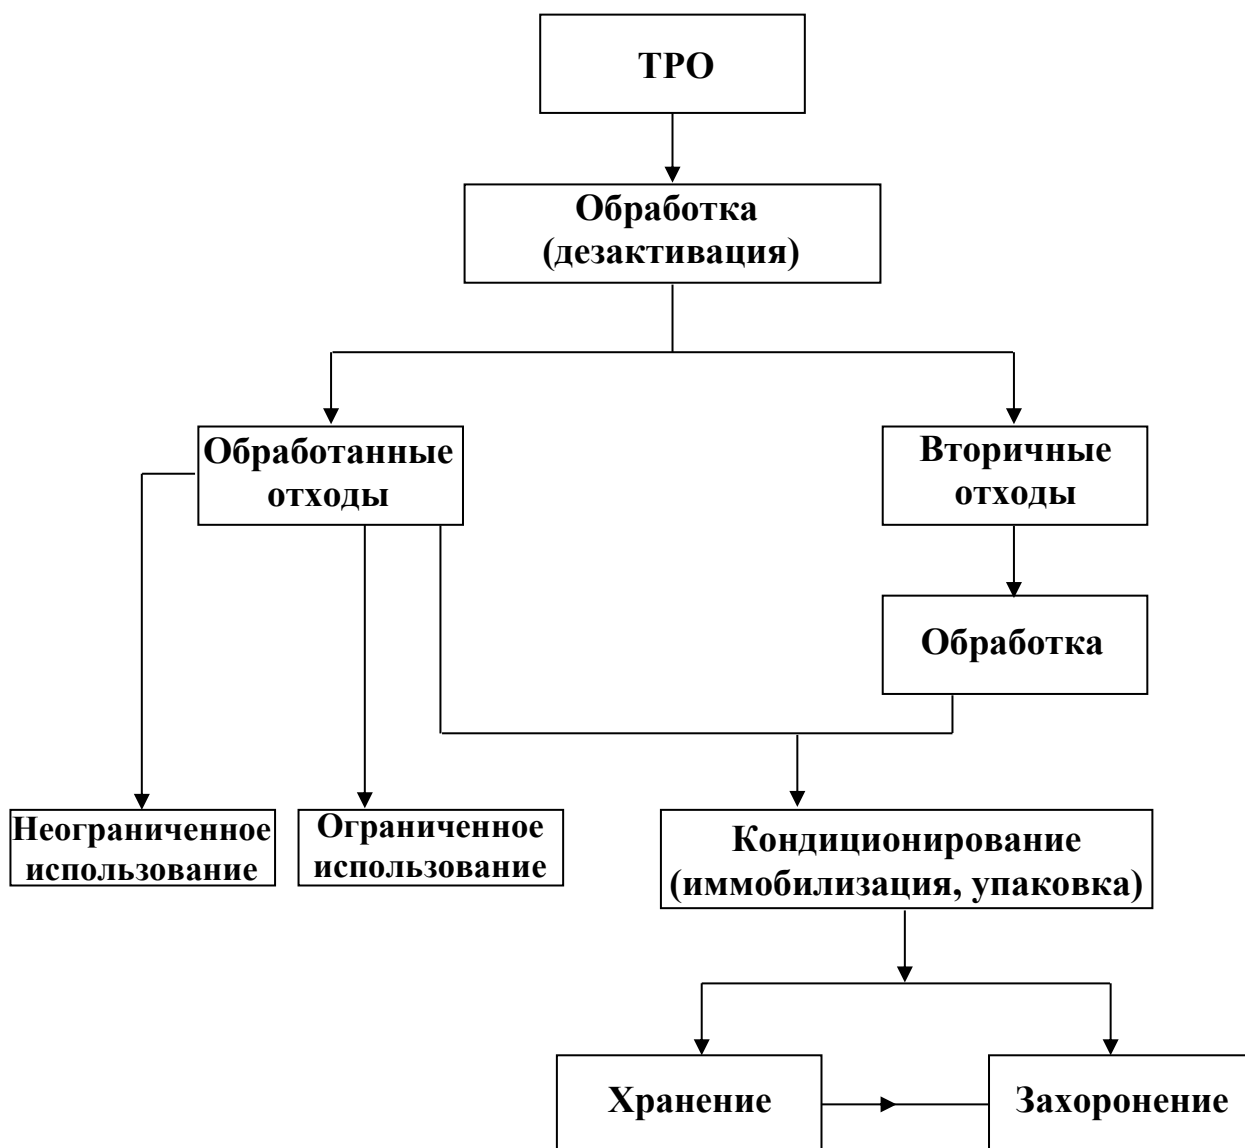 ТРО
Обработка
(дезактивация)
Обработанные
отходы
Вторичные
отходы
Обработка
Неограниченное
использование
Ограниченное
использование
Кондиционирование
(иммобилизация, упаковка)
Хранение
Захоронение